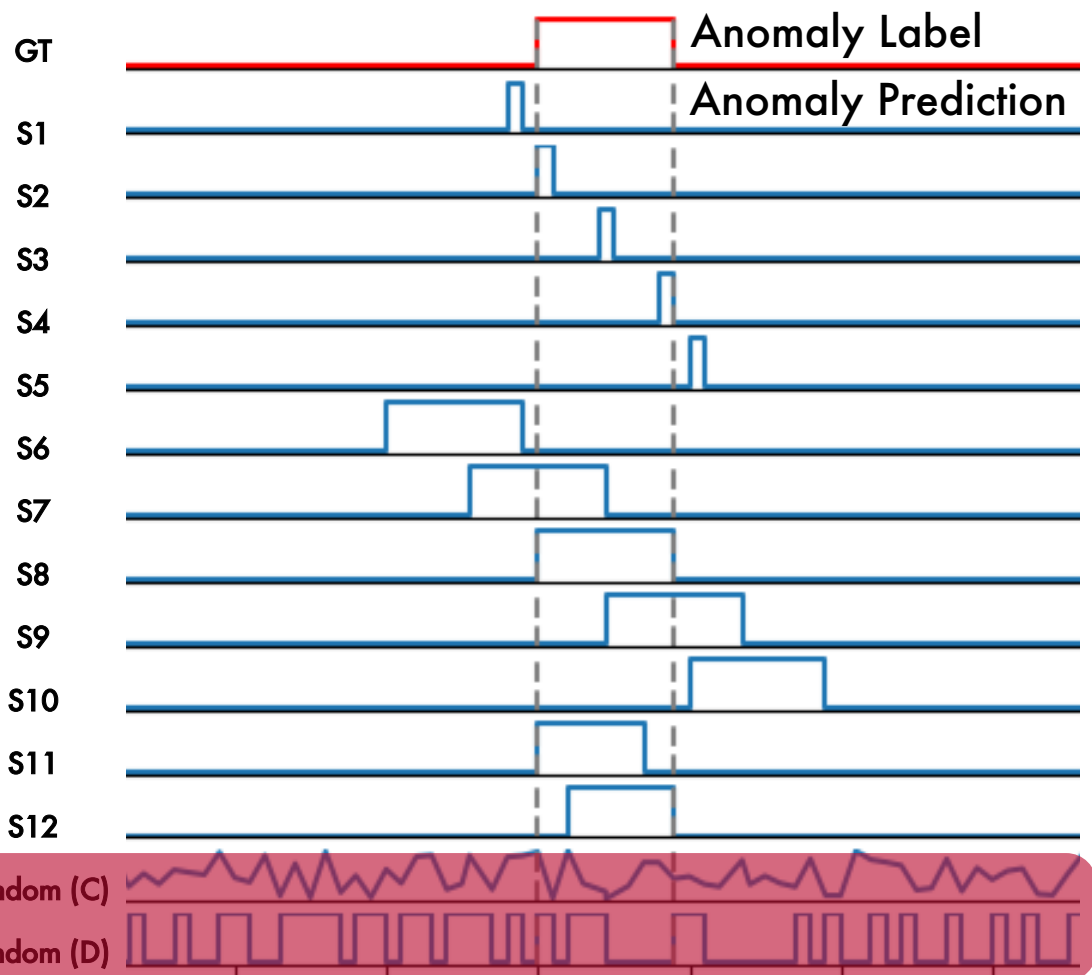 GT
Anomaly Label
Anomaly Prediction
S1
S2
S3
S4
S5
S6
S7
S8
S9
S10
S11
S12
ndom (C)
ndom (D)